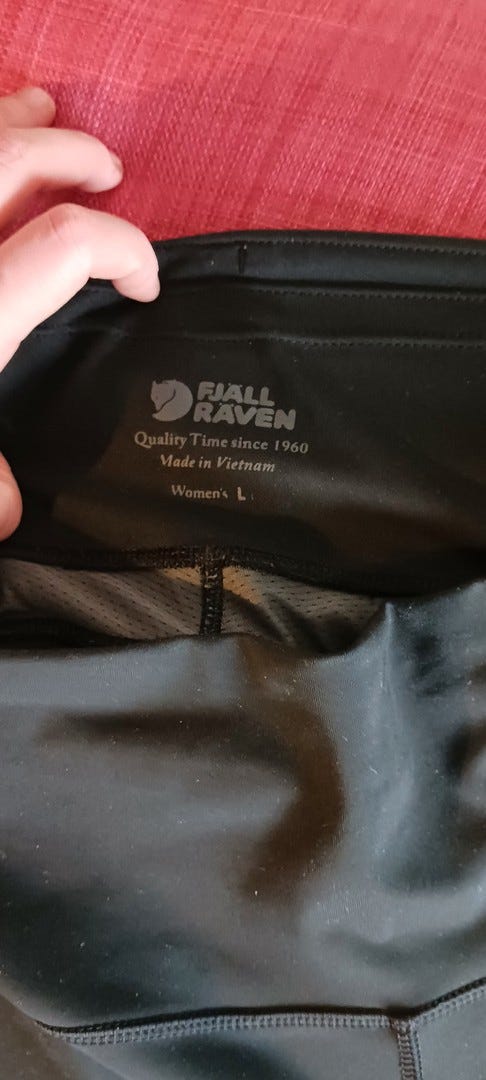 FJÄLL
RÄVEN
Quality Time since 1960
Made in Vietnam
Women's L